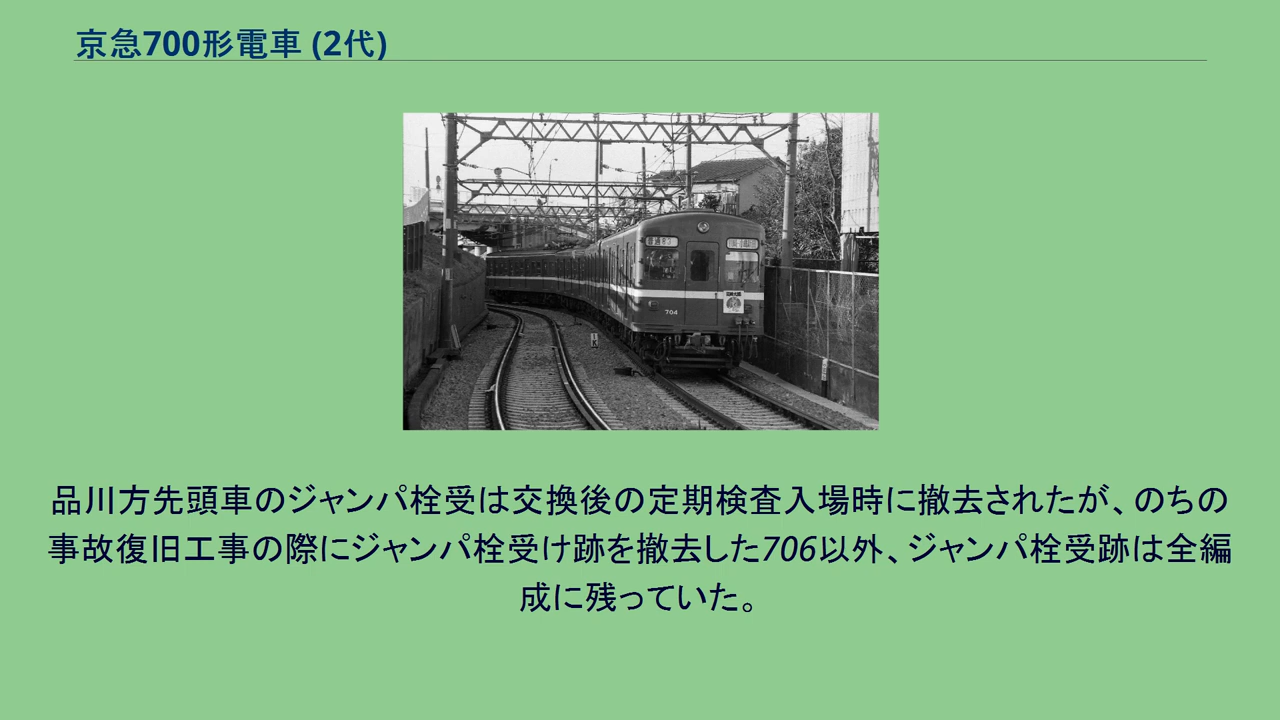 京急700形電車 (2代)
704
品川方先頭車のジャンパ栓受は交換後の定期検査入場時に撤去されたが、のちの
事故復旧工事の際にジャンパ栓受け跡を撤去した706以外、ジャンパ栓受跡は全編
成に残っていた。